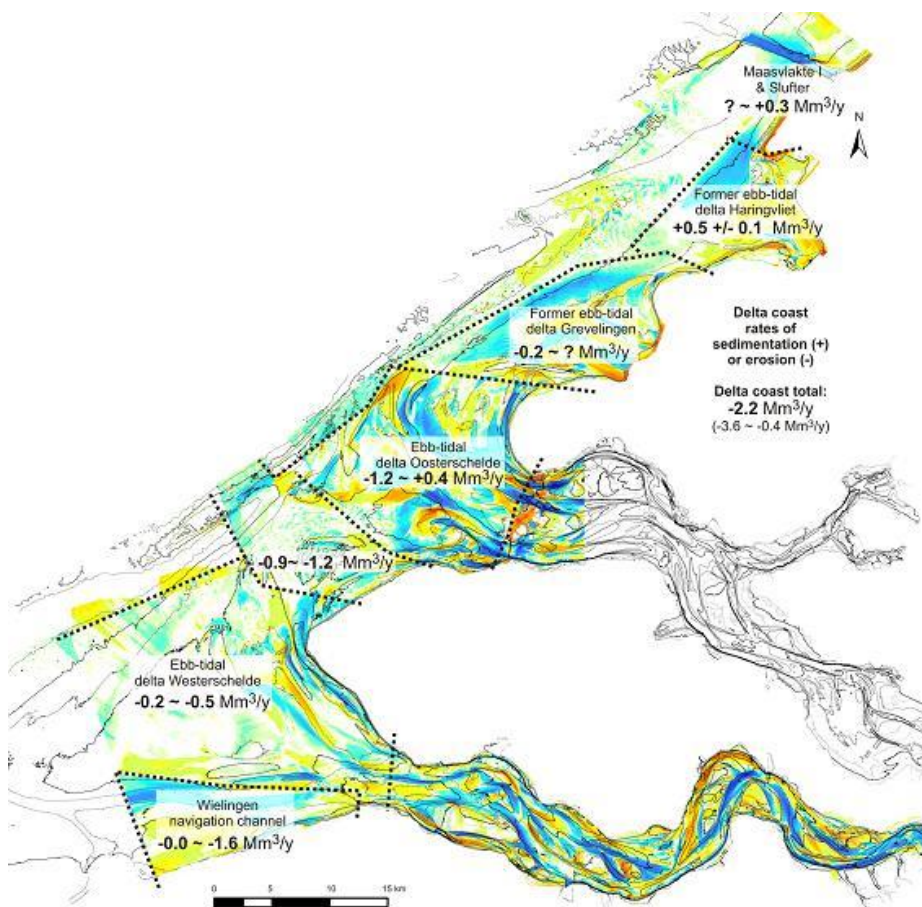 Maasvlakte I
& Slufter
? ~ +0.3 Mm³/y
N
Former ebb-tidal
delta Haringvliet
+0.5 +/- 0.1 Mm³/y
Former ebb-tidal
delta Grevelingen
-0.2 ~ ? Mm³/y
Delta coast
rates of
sedimentation (+)
or erosion (-)
Delta coast total:
-2.2 Mm³/y
(-3.6 ~ -0.4 Mm³/y)
Ebb-tidal
delta Oosterschelde
-1.2 ~ +0.4 Mm³/y
-0.9~ -1.2 Mm³/y
Ebb-tidal
delta Westerschelde
-0.2 ~ -0.5 Mm³/y
Wielingen
navigation channel
-0.0 ~ -1.6 Mm³/y
0 5 10 15 km